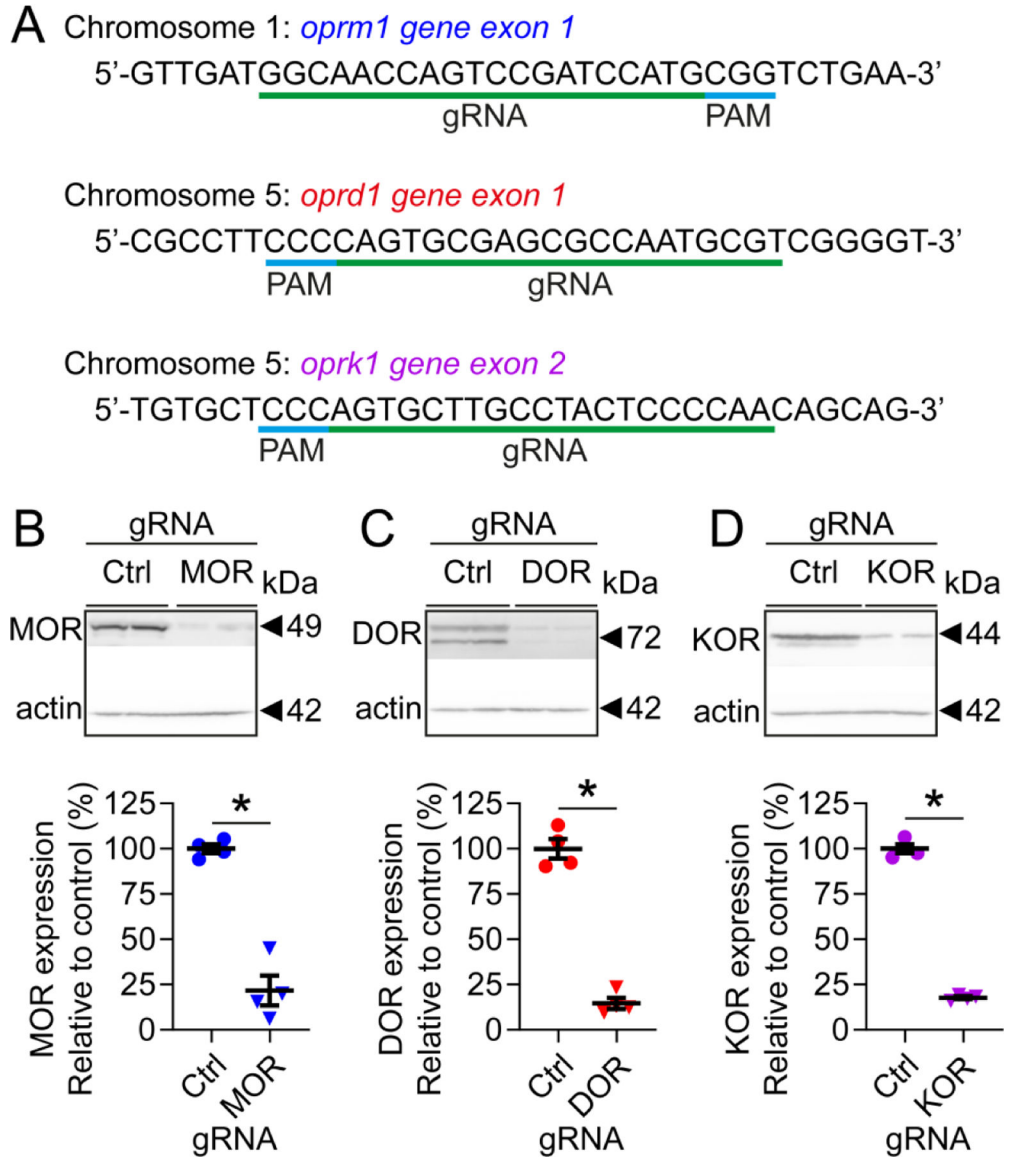 A Chromosome 1: oprm1 gene exon 1
5’-GTTGATGGCAACCAGTCCGATCCATGCGGTCTGAA-3’
gRNA PAM
Chromosome 5: oprd1 gene exon 1
5’-CGCCTTCCCCAGTGCGAGCGCCAATGCGTCGGGGT-3’
PAM gRNA
Chromosome 5: oprk1 gene exon 2
5’-TGTGCTCCCAGTGCTTGCCTACTCCCCAACAGCAG-3’
PAM gRNA
B gRNA
Ctrl MOR kDa
MOR 49
actin 42
C gRNA
Ctrl DOR kDa
DOR 72
actin 42
D gRNA
Ctrl KOR kDa
KOR 44
actin 42
MOR expression
Relative to control (%)
125
100
75
50
25
0
*
Ctrl
MOR
gRNA
DOR expression
Relative to control (%)
125
100
75
50
25
0
*
Ctrl
DOR
gRNA
KOR expression
Relative to control (%)
125
100
75
50
25
0
*
Ctrl
KOR
gRNA